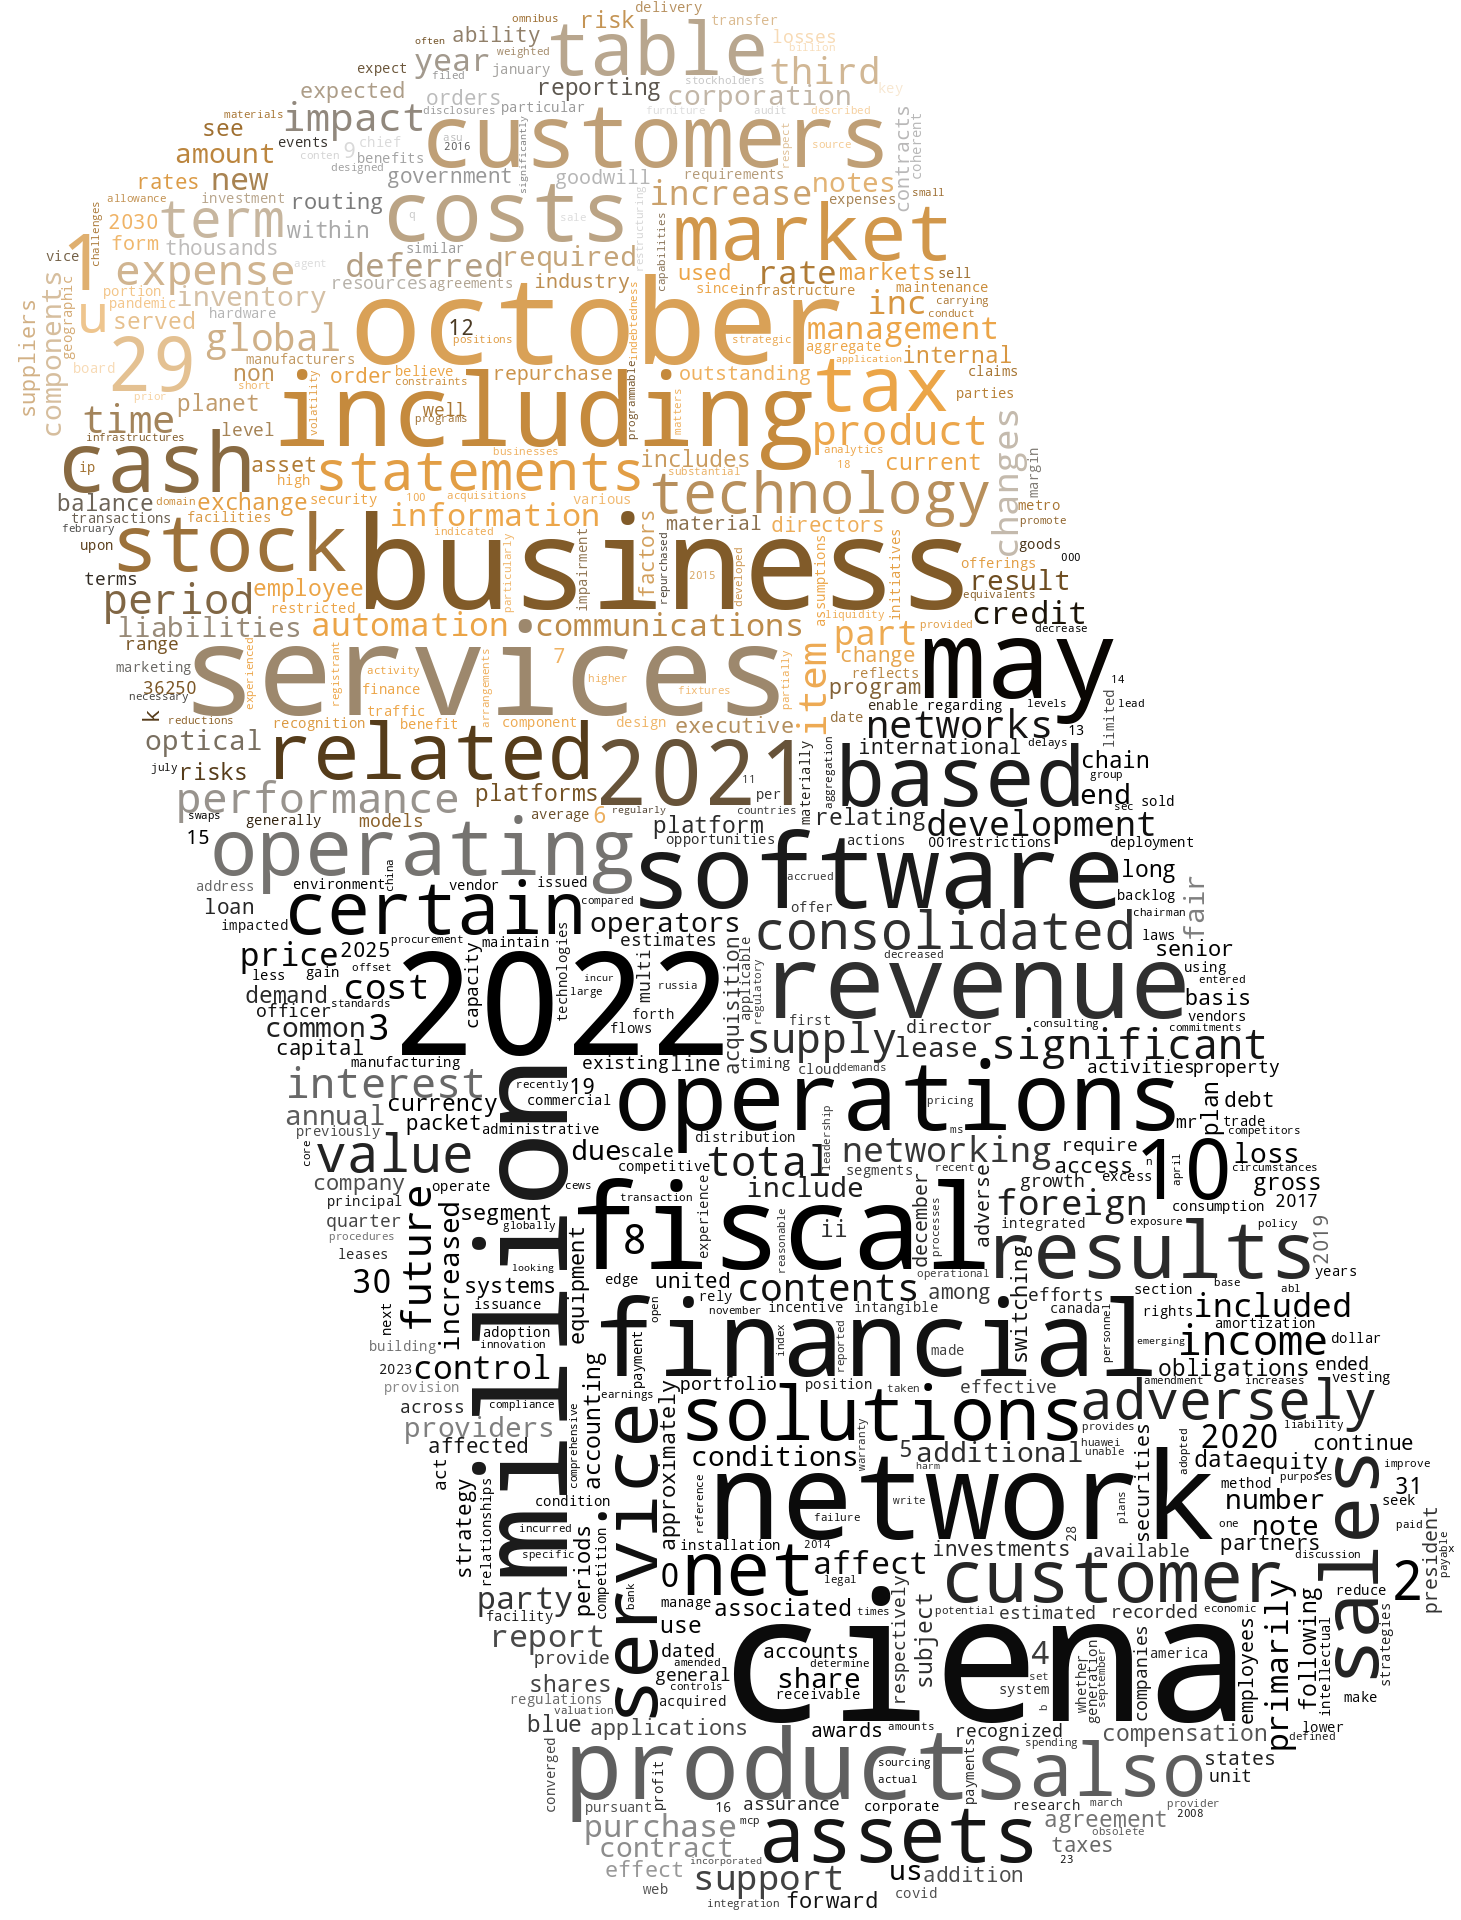 delivery
omnibus risk transfer
often ability weighted table losses billion
expect year filed january stockholders third key
expected orders reporting corporation
materials impact disclosures particular furniture audit described
see events chief asu 2016 customers respect source contracts coherent
amount conten 9 designed benefits significantly
rates new government goodwill requirements notes
allowance investment routing costs increase expenses small
2030 term within q sale restructuring market
form thousands similar capabilities
vice 1 challenges agent deferred required used rate markets sell
expense resources agreements industry since infrastructure maintenance
components geographic portion inventory october inc carrying
suppliers u pandemic hardware conduct
served global 12 positions indebtedness strategic management
29 manufacturers aggregate internal
board non order believe repurchase outstanding application claims
prior short constraints programmable tax parties
time planet volatility including well programs matters
infrastructures level businesses product changes margin
cash asset statements includes analytics
ip high substantial 18 current
balance domain exchange security 100 acquisitions various technology metro
transactions facilities information material directors promote
february stock indicated factors goods
upon business impairment repurchased 2015 developed assumptions initiatives 000
terms employee particularly offerings result
period restricted liquidity equivalents credit
liabilities automation communications part provided decrease
range services 7 item change may
marketing experienced registrant activity higher partially reflects
36250 finance arrangements fixtures program 14
necessary traffic enable regarding levels lead
k reductions recognition benefit component design executive date networks 13 limited
optical related 2021 international delays
july risks materially aggregation based chain
performance platforms 11 per group end
swaps generally models average 6 regularly countries relating sec sold
15 operating platform opportunities actions development
001 restrictions deployment
address environment china vendor issued compared software accrued long
loan certain offer backlog fair
impacted operators consolidated chairman
price 2025 procurement maintain estimates decreased laws senior
less gain offset capacity technologies incur multi acquisition applicable regulatory revenue using entered
demand standards cost 2022 large russia basis
officer forth first director consulting vendors
common 3 flows supply commitments
capital existing line lease significant
manufacturing million timing cloud demands activities property
interest recently 19 operations plan
annual currency commercial pricing debt
previously packet administrative distribution ms mr trade
core value due scale leadership networking require competitors
company competitive total segments recent access n april 10 loss circumstances
principal operate cews transaction include adverse growth excess gross
quarter future segment experience fiscal december foreign consumption 2017
procedures increased globally 8 ii processes integrated exposure policy
leases looking reasonable results 2019
30 systems equipment edge united contents operational years
next issuance rely among switching efforts base section abl
open november incentive intangible canada rights included
building adoption index reported personnel amortization
innovation payment financial made emerging income dollar
2023 control obligations ended
provision accounting earnings portfolio position taken effective amendment increases vesting
across compliance approximately solutions adversely
providers comprehensive service provides liability
affected conditions warranty 5 additional huawei securities 2020 continue
act harm unable adopted data equity
strategy relationships condition reference network write plans method purposes improve
incurred failure number 31
installation 2014 28 one note seek
specific competition net affect investments available partners discussion paid
periods 0 legal customer sales president payable
party bank manage associated times respectively potential estimated recorded economic 2 reduce
facility use subject primarily following intellectual strategies
report dated accounts ciena 4 whether generation september companies america employees
provide amended determine
shares general controls share set system make
regulations acquired receivable b
valuation lower
blue applications awards amounts recognized compensation defined
converged products sourcing spending also states
profit actual payments unit
pursuant 16 assurance corporate research march provider
purchase mcp agreement 2008
contract assets obsolete
effect incorporated taxes 23
support us addition
web integration forward covid